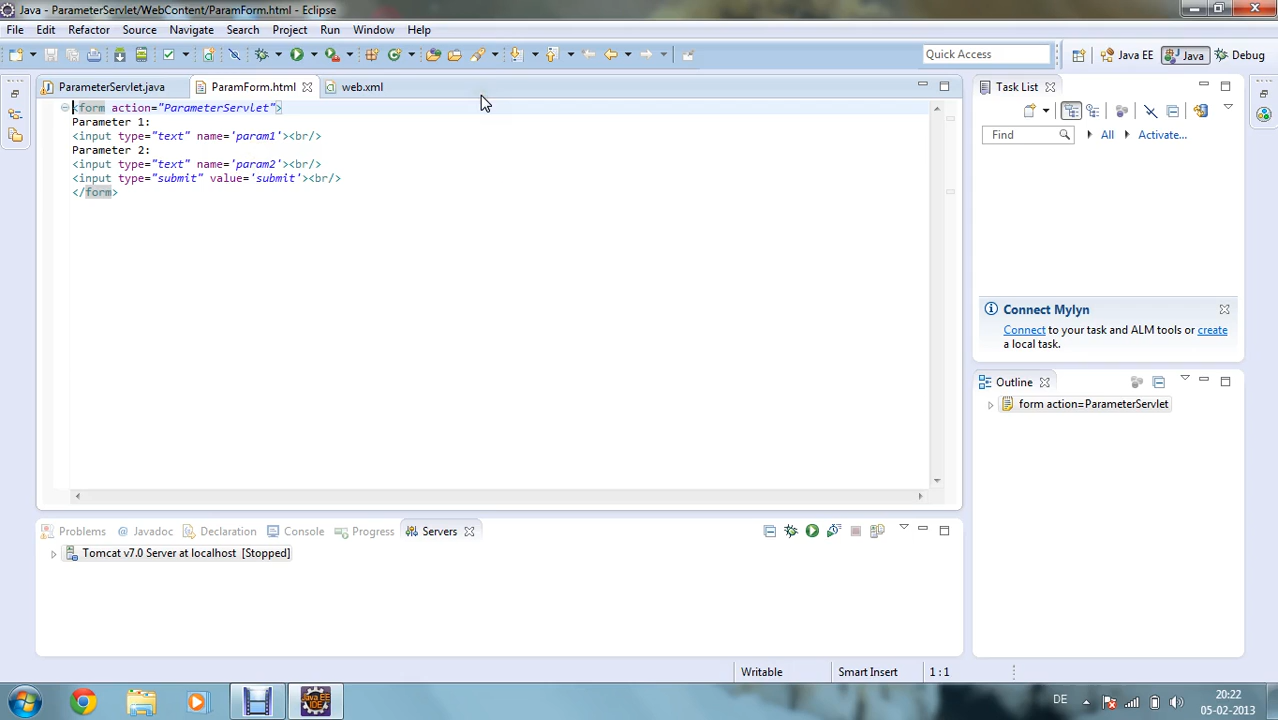 Java - ParameterServlet/WebContent/ParamForm.html - Eclipse
File Edit Refactor Source Navigate Search Project Run Window Help
Quick Access Java EE Java Debug
ParameterServlet.java ParamForm.html web.xml
<form action="ParameterServlet">
Parameter 1:
<input type="text" name='param1'><br/>
Parameter 2:
<input type="text" name='param2'><br/>
<input type="submit" value='submit'><br/>
</form>
Task List
Find All Activate...
Connect Mylyn
Connect to your task and ALM tools or create
a local task.
Outline
form action=ParameterServlet
Problems Javadoc Declaration Console Progress Servers
Tomcat v7.0 Server at localhost [Stopped]
Writable Smart Insert 1 : 1
Java EE
IDE
DE
20:22
05-02-2013